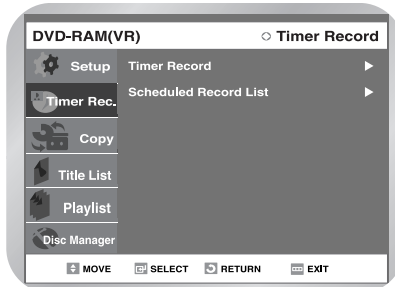 DVD-RAM(VR) Timer Record
Setup
Timer Rec.
Copy
Title List
Playlist
Disc Manager
Timer Record
Scheduled Record List
MOVE SELECT RETURN EXIT